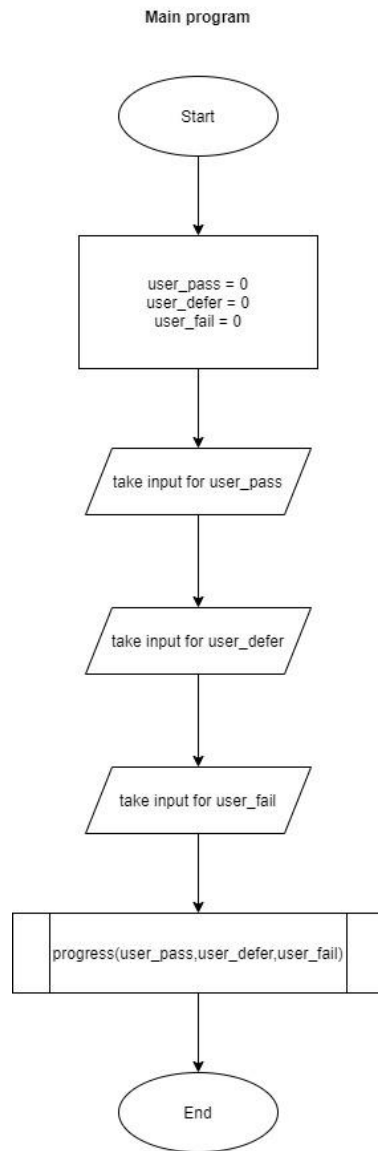 Main program
Start
user_pass = 0
user_defer = 0
user_fail = 0
take input for user_pass
take input for user_defer
take input for user_fail
progress(user_pass,user_defer,user_fail)
End